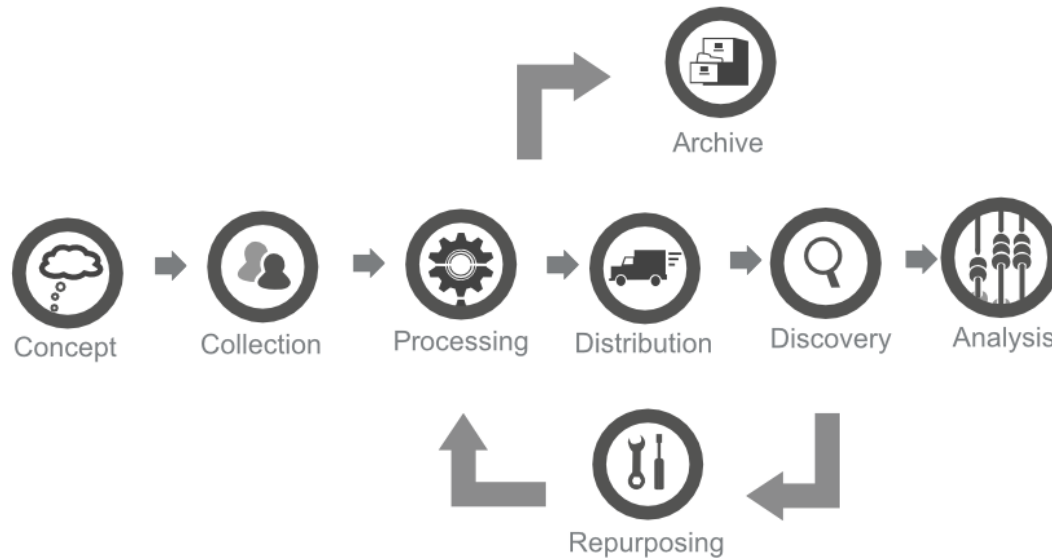 Archive
Concept
Collection
Processing
Distribution
Discovery
Analysis
Repurposing